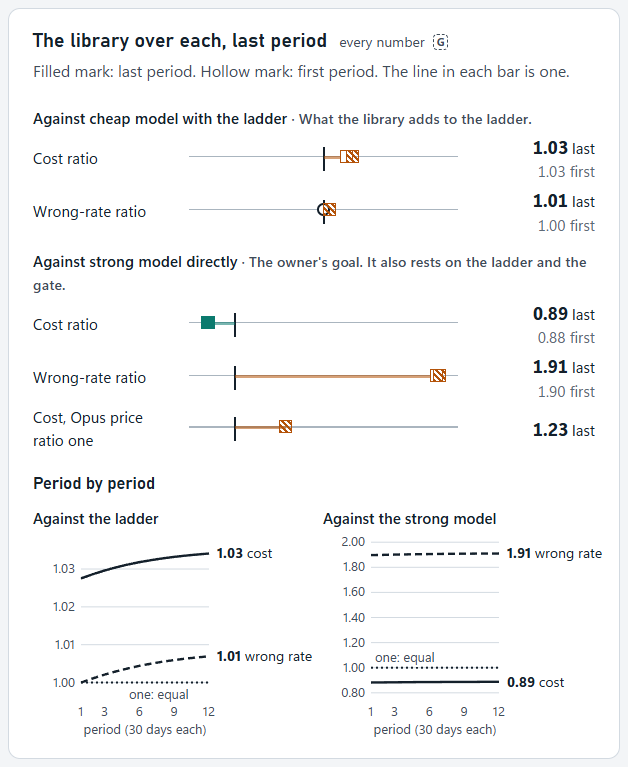 The library over each, last period every number G
Filled mark: last period. Hollow mark: first period. The line in each bar is one.
Against cheap model with the ladder · What the library adds to the ladder.
Cost ratio
1.03 last
1.03 first
Wrong-rate ratio
1.01 last
1.00 first
Against strong model directly · The owner's goal. It also rests on the ladder and the
gate.
Cost ratio
0.89 last
0.88 first
Wrong-rate ratio
1.91 last
1.90 first
Cost, Opus price
ratio one
1.23 last
Period by period
Against the ladder
1.03 cost
1.03
1.02
1.01
1.01 wrong rate
1.00
one: equal
1 3 6 9 12
period (30 days each)
Against the strong model
2.00
1.91 wrong rate
1.80
1.60
1.40
1.20
one: equal
1.00
0.89 cost
0.80
1 3 6 9 12
period (30 days each)